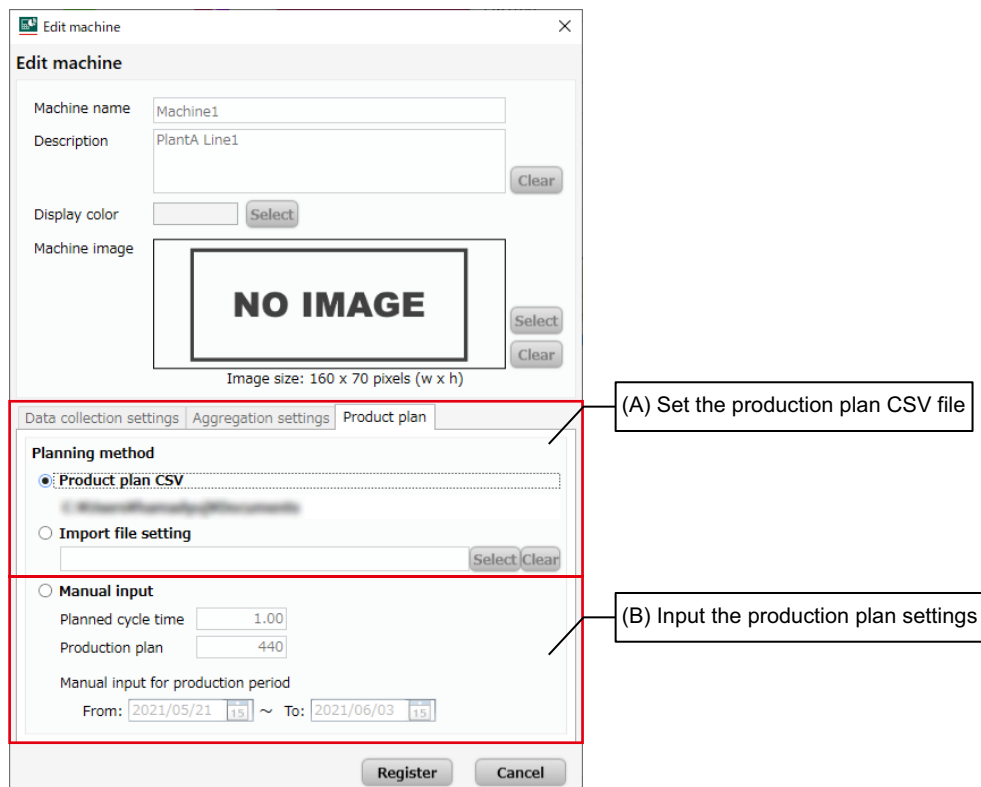 Edit machine
Edit machine
Machine name Machine1
Description PlantA Line1
Clear
Display color Select
Machine image
NO IMAGE
Select
Clear
Image size: 160 x 70 pixels (w x h)
Data collection settings Aggregation settings Product plan
(A) Set the production plan CSV file
Planning method
Product plan CSV
Import file setting
Select Clear
Manual input
Planned cycle time 1.00
(B) Input the production plan settings
Production plan 440
Manual input for production period
From: 2021/05/21 15 ~ To: 2021/06/03 15
Register Cancel